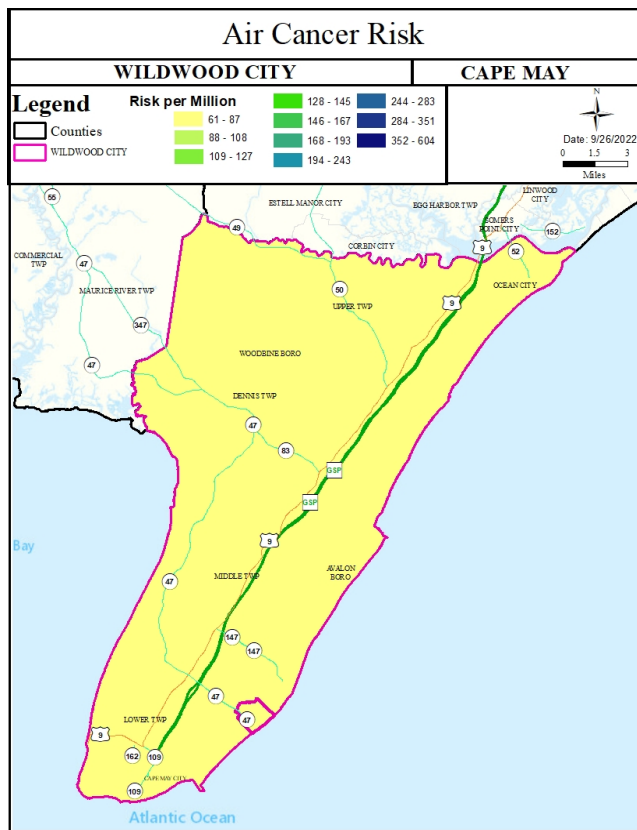 Air Cancer Risk
WILDWOOD CITY
CAPE MAY
Legend
Counties
WILDWOOD CITY
Risk per Million
61 - 87
88 - 108
109 - 127
128 - 145
146 - 167
168 - 193
194 - 243
244 - 283
284 - 351
352 - 604
N
Date: 9/26/2022
0 1.5 3
Miles
55
49
ESTELL MANOR CITY
EGG HARBOR TWP
LINWOOD
CITY
SOMERS
POINT CITY
152
9
52
COMMERCIAL
TWP
47
CORBIN CITY
MAURICE RIVER TWP
50
UPPER TWP
9
OCEAN CITY
347
47
WOODBINE BORO
DENNIS TWP
47
83
GSP
GSP
9
Bay
47
MIDDLE TWP
AVALON
BORO
147
147
47
47
LOWER TWP
9
162
109
CAPE MAY CITY
109
Atlantic Ocean